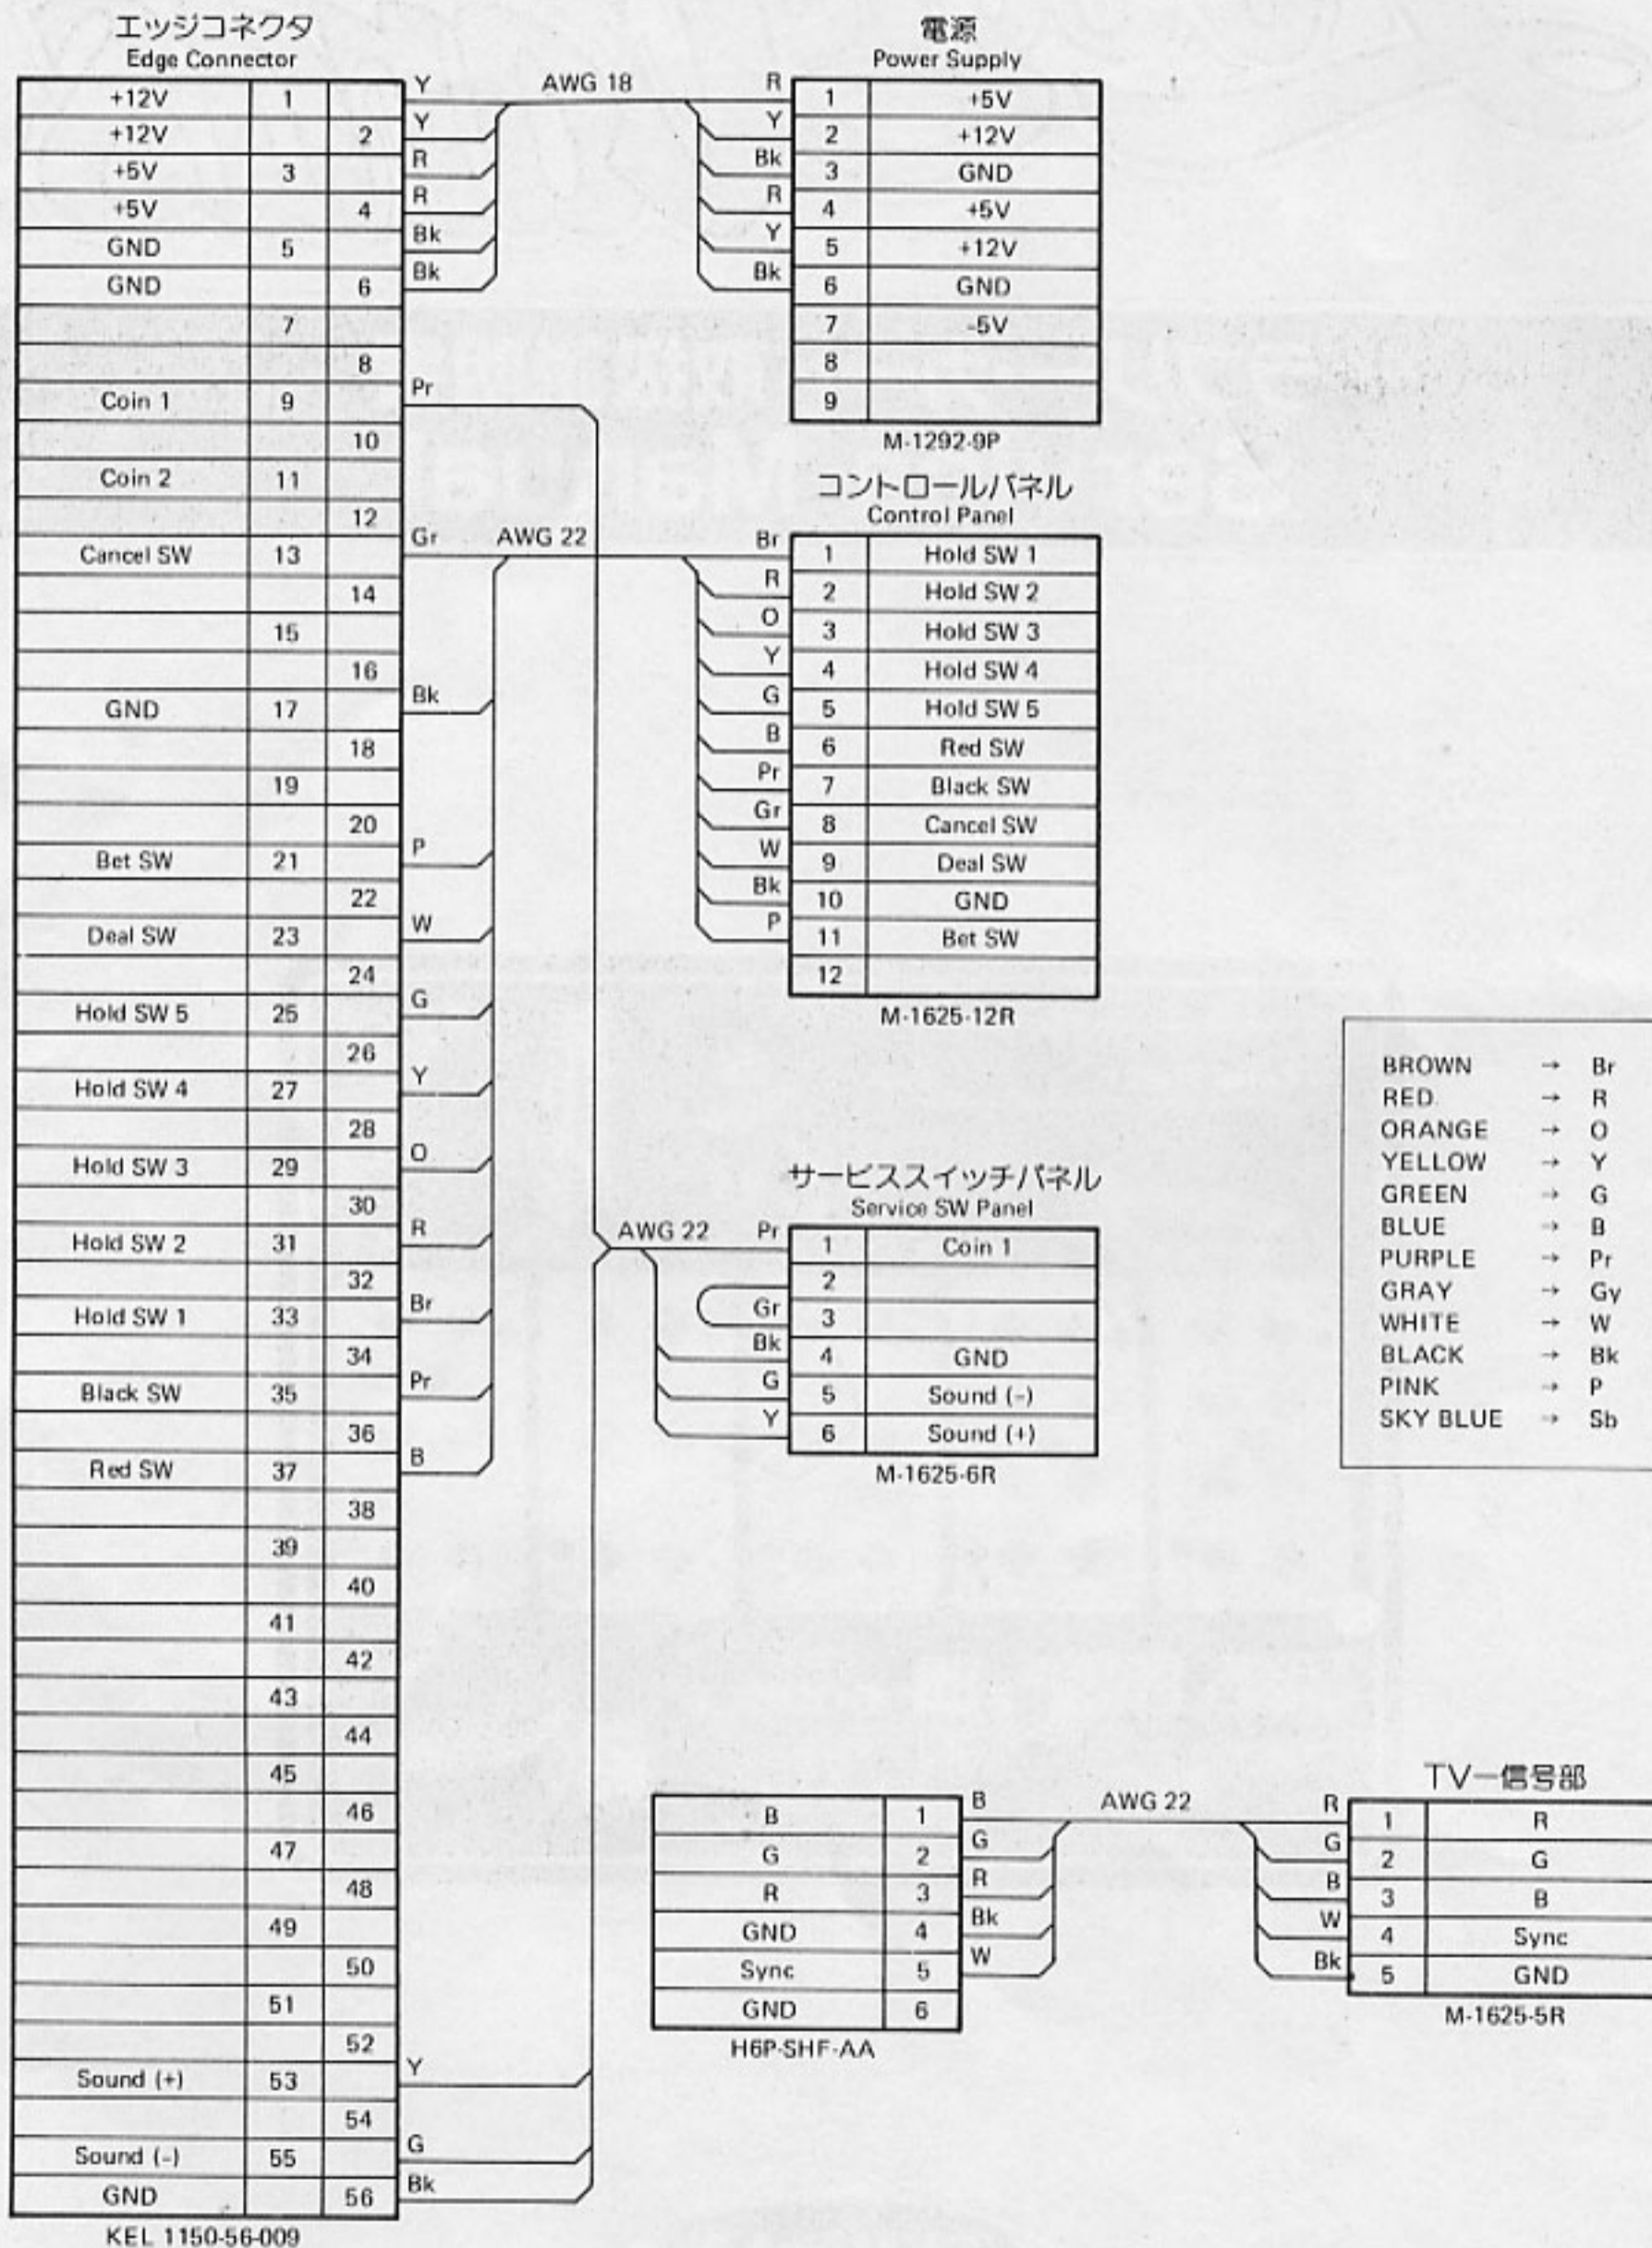 エッジコネクタ
Edge Connector
+12V 1 Y
+12V 2 Y
+5V 3 R
+5V 4 R
GND 5 Bk
GND 6 Bk
7
8
Coin 1 9 Pr
10
Coin 2 11
12
Cancel SW 13 Gr
14
15
16
GND 17 Bk
18
19
20
Bet SW 21 P
22
Deal SW 23 W
24
Hold SW 5 25 G
26
Hold SW 4 27 Y
28
Hold SW 3 29 O
30
Hold SW 2 31 R
32
Hold SW 1 33 Br
34
Black SW 35 Pr
36
Red SW 37 B
38
39
40
41
42
43
44
45
46
47
48
49
50
51
52
Sound (+) 53 Y
54
Sound (-) 55 G
GND 56 Bk
KEL 1150-56-009
AWG 18
電源
Power Supply
R 1 +5V
Y 2 +12V
Bk 3 GND
R 4 +5V
Y 5 +12V
Bk 6 GND
7 -5V
8
9
M-1292-9P
AWG 22
コントロールパネル
Control Panel
Br 1 Hold SW 1
R 2 Hold SW 2
O 3 Hold SW 3
Y 4 Hold SW 4
G 5 Hold SW 5
B 6 Red SW
Pr 7 Black SW
Gr 8 Cancel SW
W 9 Deal SW
Bk 10 GND
P 11 Bet SW
12
M-1625-12R
AWG 22
サービススイッチパネル
Service SW Panel
Pr 1 Coin 1
2
Gr 3
Bk 4 GND
G 5 Sound (-)
Y 6 Sound (+)
M-1625-6R
BROWN → Br
RED → R
ORANGE → O
YELLOW → Y
GREEN → G
BLUE → B
PURPLE → Pr
GRAY → Gy
WHITE → W
BLACK → Bk
PINK → P
SKY BLUE → Sb
B 1 B
G 2 G
R 3 R
GND 4 Bk
Sync 5 W
GND 6
H6P-SHF-AA
AWG 22
TV一信号部
R 1 R
G 2 G
B 3 B
W 4 Sync
Bk 5 GND
M-1625-5R